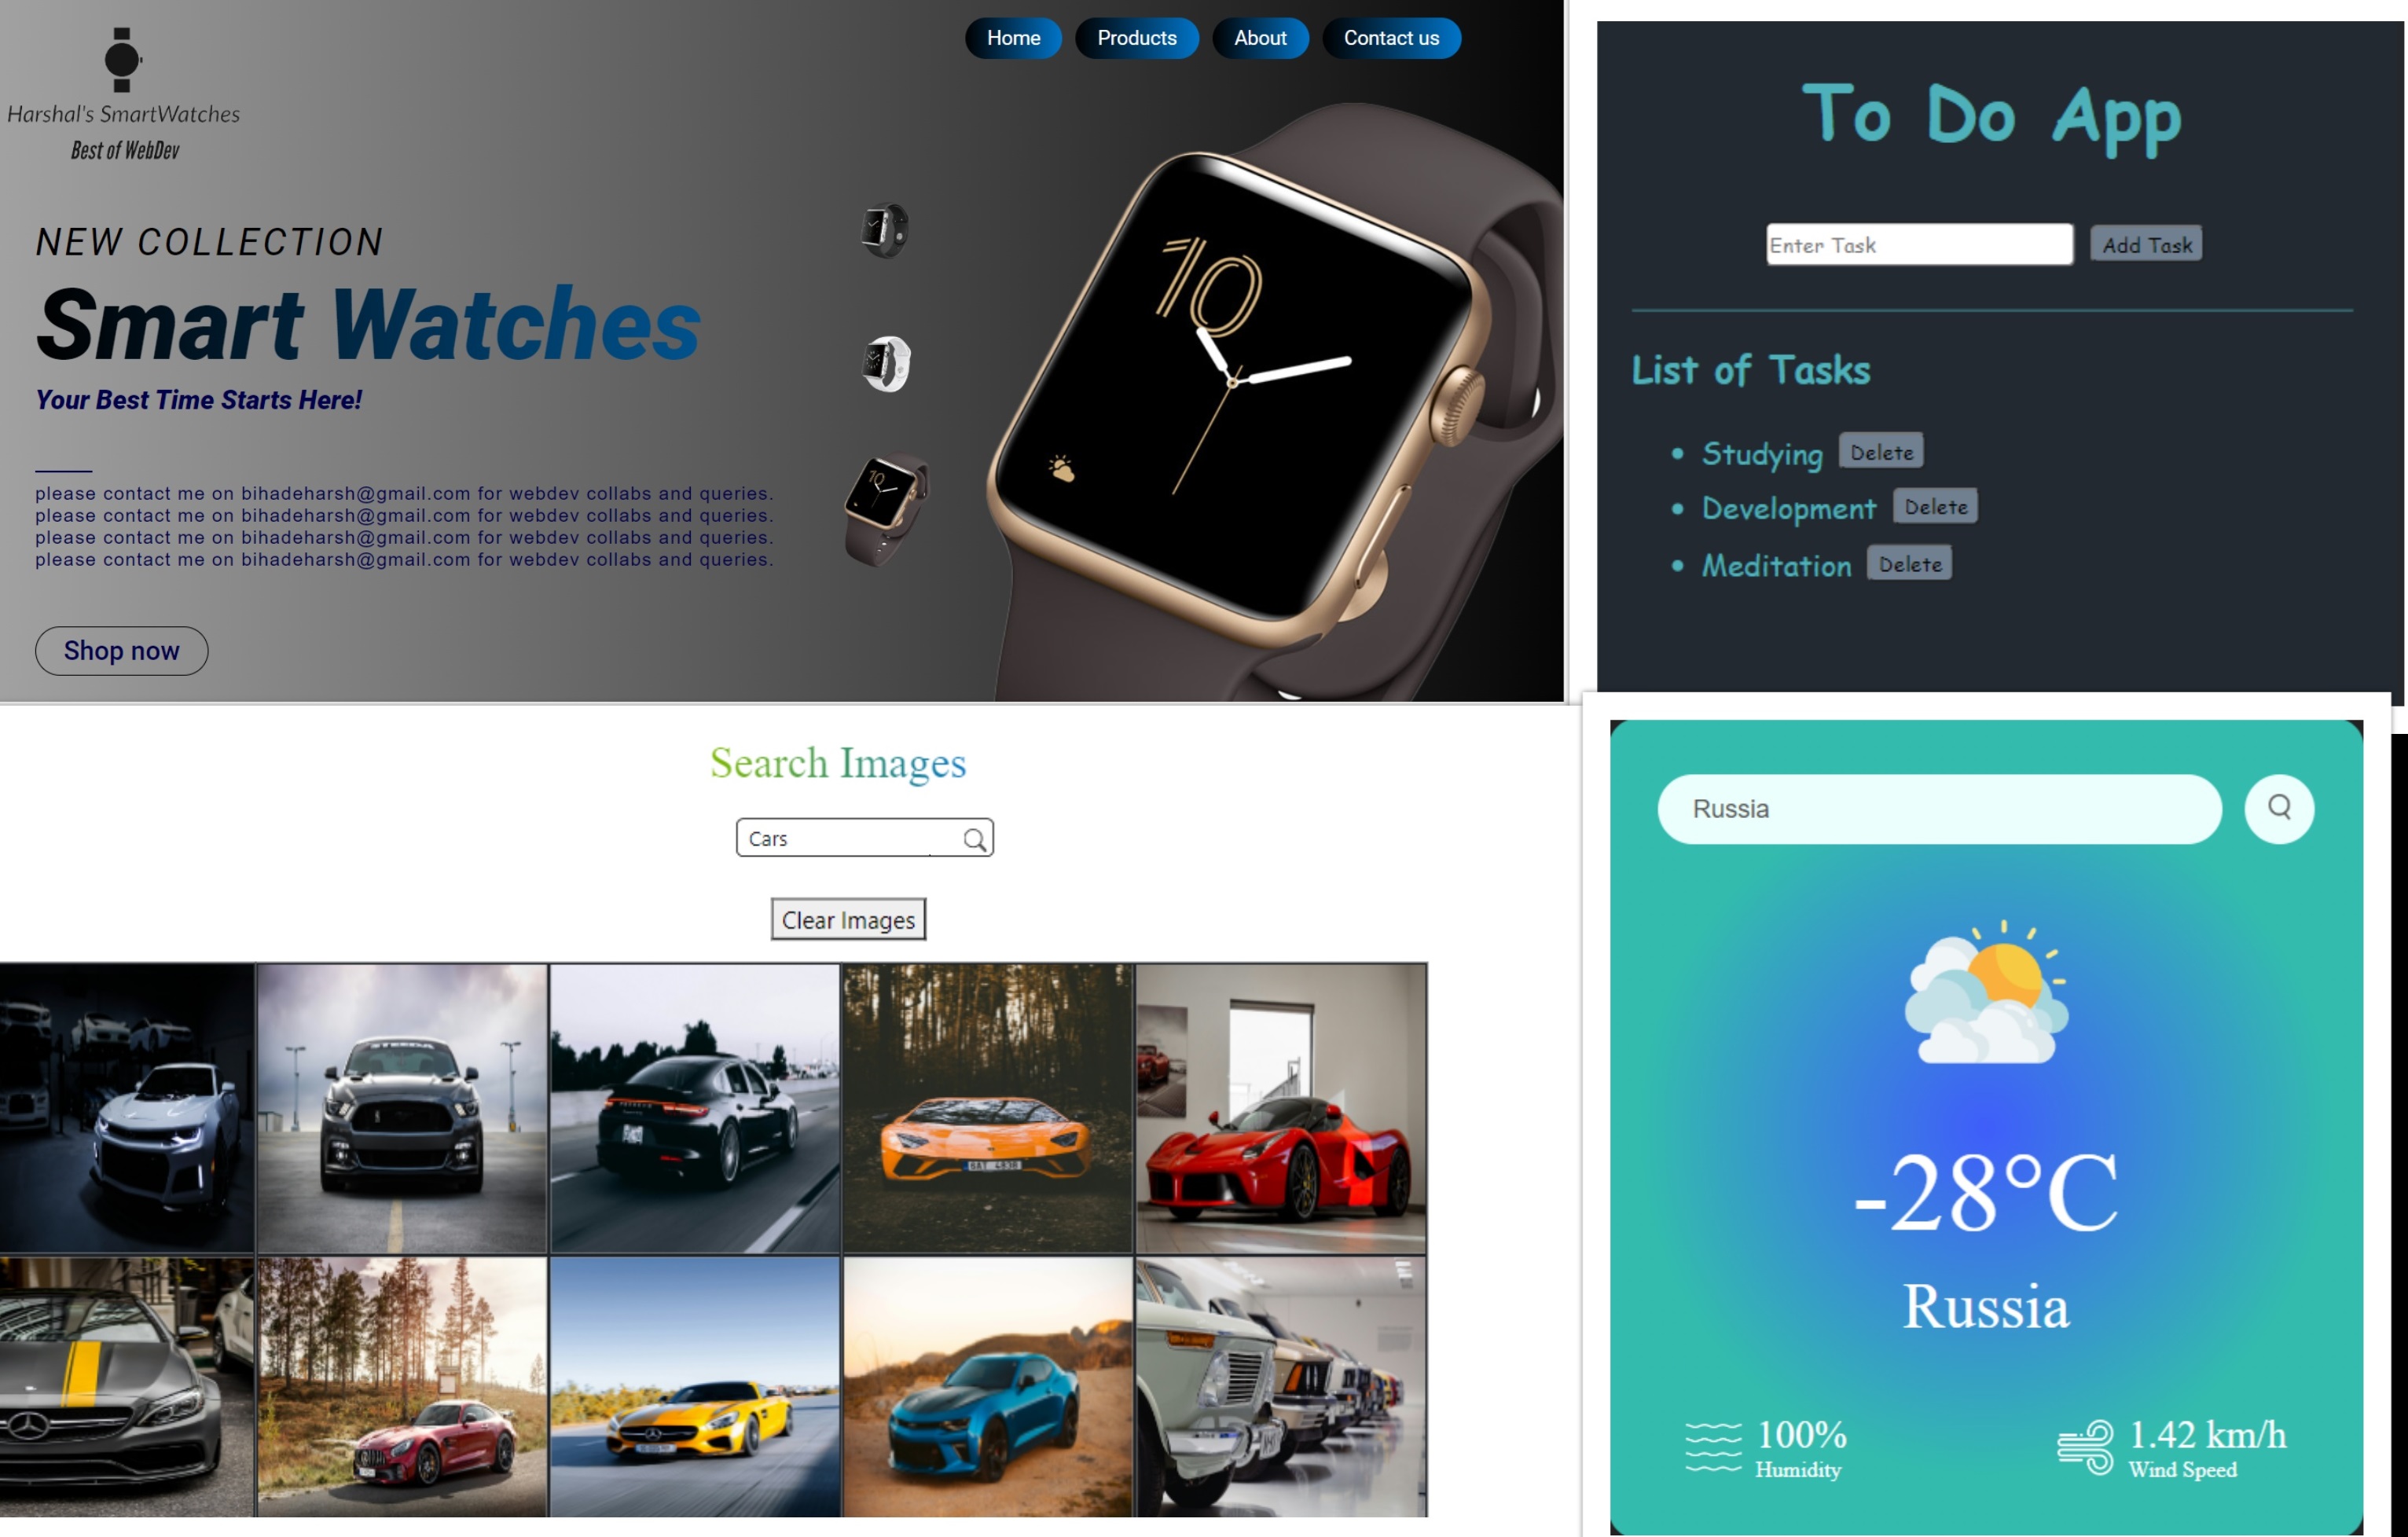 Home Products About Contact us
Harshal's SmartWatches
Best of WebDev
NEW COLLECTION
Smart Watches
Your Best Time Starts Here!
please contact me on bihadeharsh@gmail.com for webdev collabs and queries.
please contact me on bihadeharsh@gmail.com for webdev collabs and queries.
please contact me on bihadeharsh@gmail.com for webdev collabs and queries.
please contact me on bihadeharsh@gmail.com for webdev collabs and queries.
Shop now
10
10
To Do App
Enter Task Add Task
List of Tasks
Studying Delete
Development Delete
Meditation Delete
Search Images
Cars
Clear Images
STEEDA
Russia
-28°C
Russia
100%
Humidity
1.42 km/h
Wind Speed